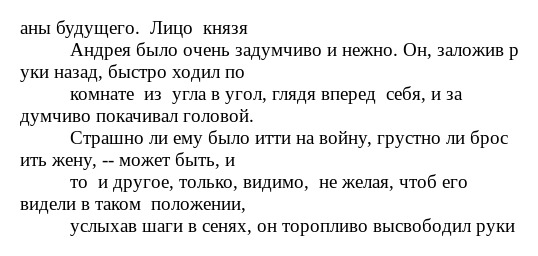 аны будущего.  Лицо  князя
Андрея было очень задумчиво и нежно. Он, заложив р
уки назад, быстро ходил по
комнате  из  угла в угол, глядя вперед  себя, и за
думчиво покачивал головой.
Страшно ли ему было итти на войну, грустно ли брос
ить жену, -- может быть, и
то  и другое, только, видимо,  не желая, чтоб его
видели в таком  положении,
услыхав шаги в сенях, он торопливо высвободил руки